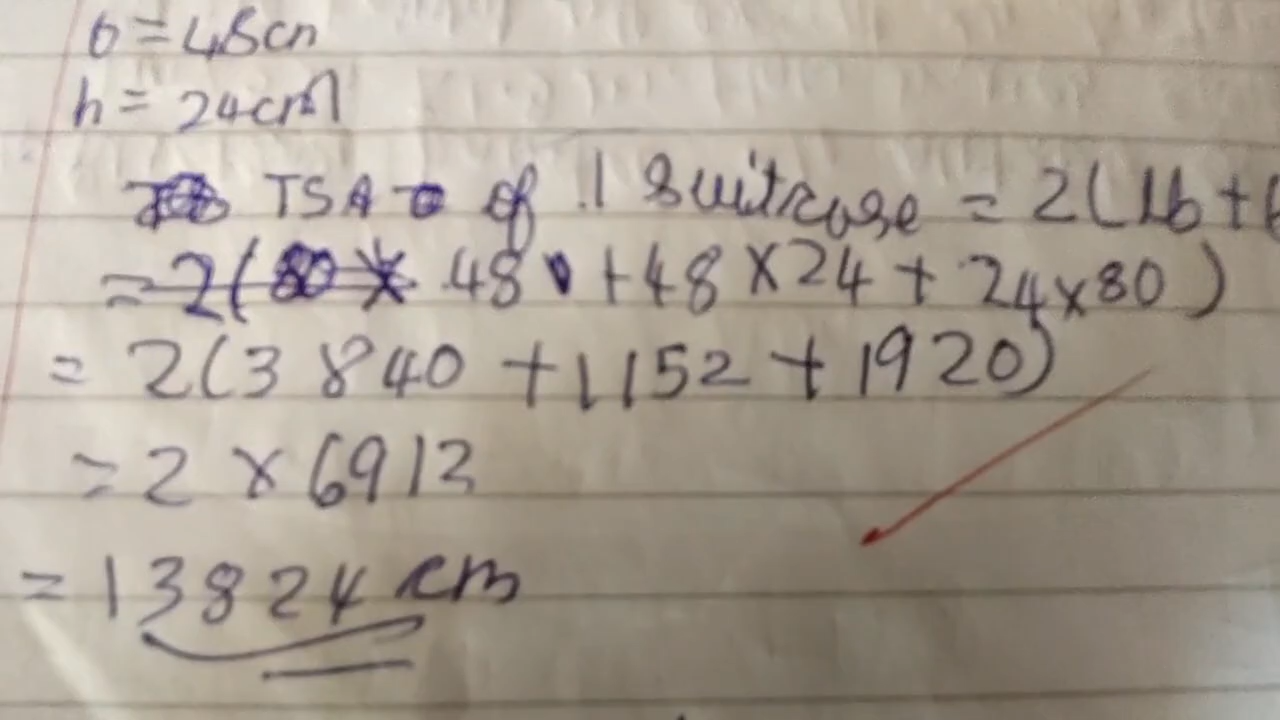 b = 48cm
h = 24cm
TSA of 1 Suitcase = 2(lb +
= 2(80 × 48 + 48 × 24 + 24 × 80)
= 2(3840 + 1152 + 1920)
= 2 × 6912
= 13824 cm